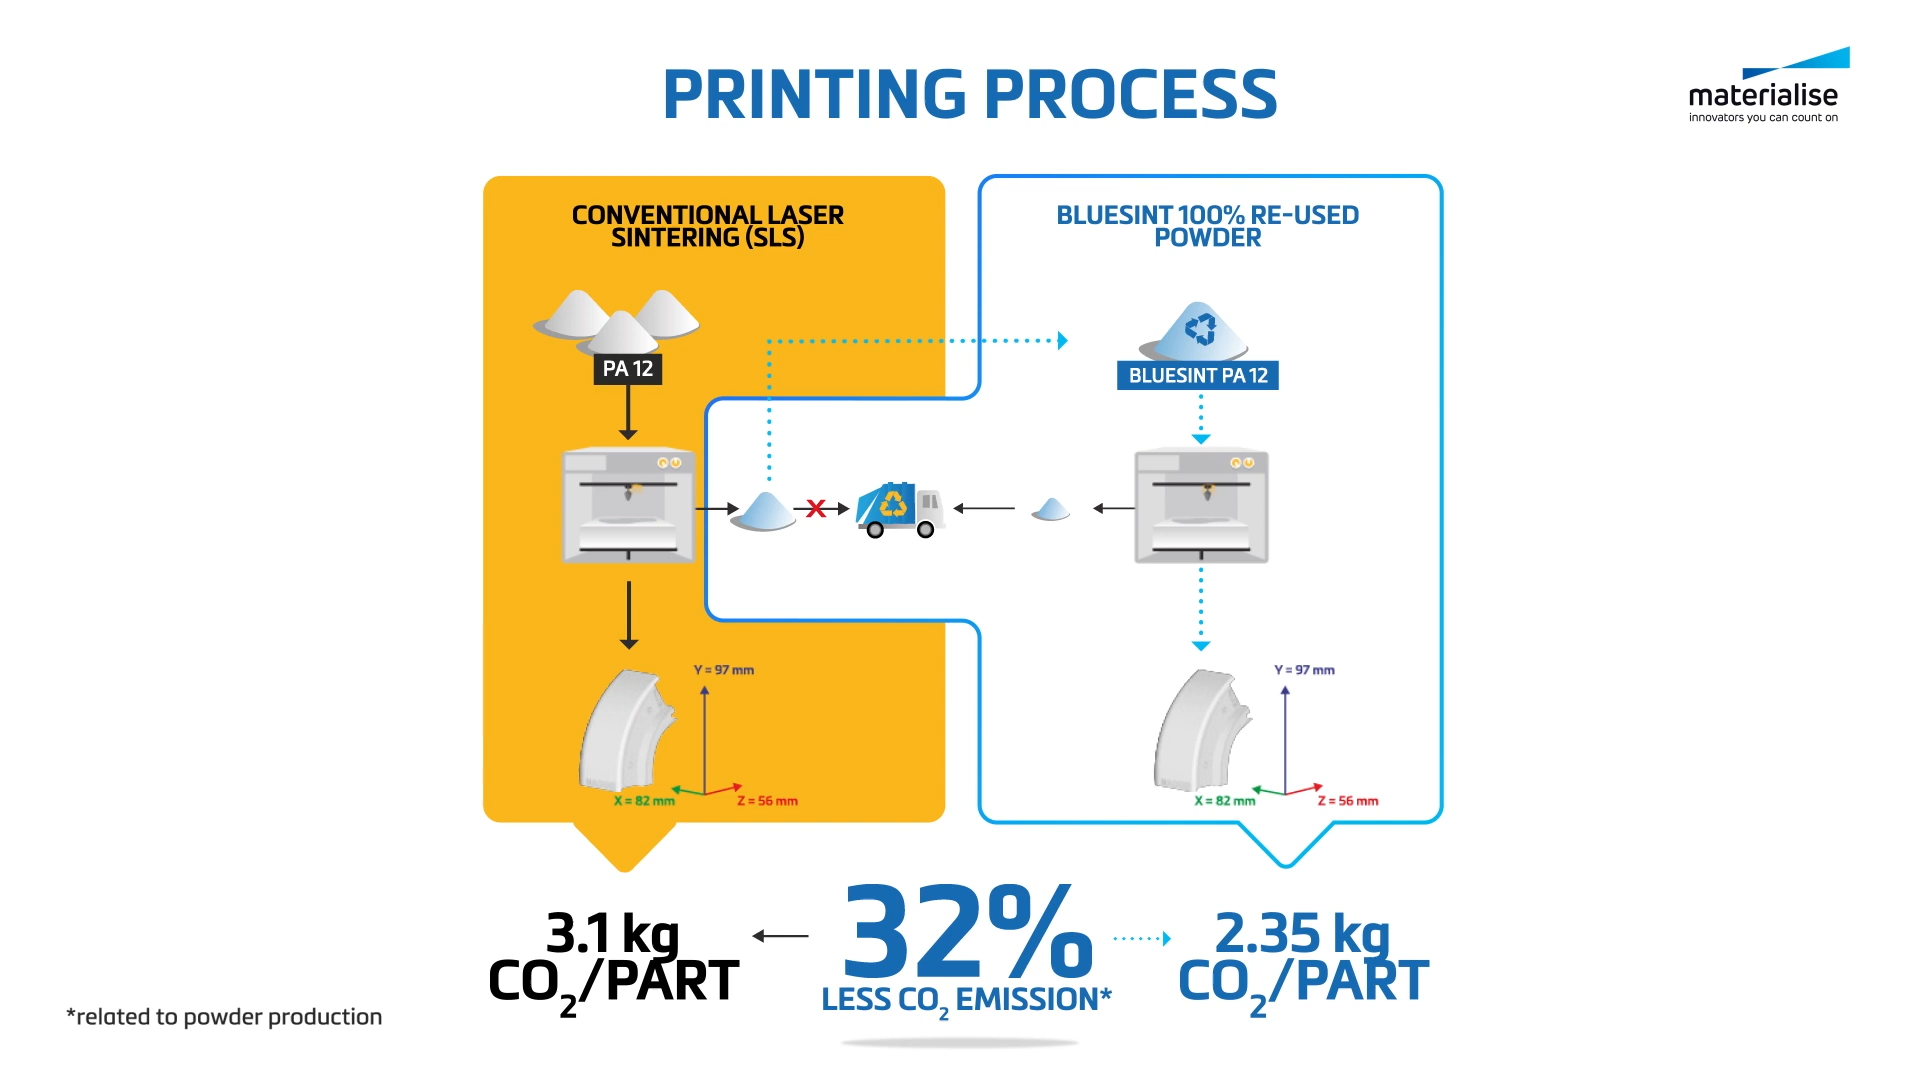 PRINTING PROCESS
materialise
innovators you can count on
CONVENTIONAL LASER
SINTERING (SLS)
PA 12
Y = 97 mm
X = 82 mm
Z = 56 mm
BLUESINT 100% RE-USED
POWDER
BLUESINT PA 12
X
Y = 97 mm
X = 82 mm
Z = 56 mm
3.1 kg
CO₂/PART
32%
LESS CO₂ EMISSION*
2.35 kg
CO₂/PART
*related to powder production